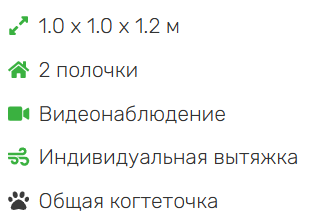 1.0 x 1.0 x 1.2 м
2 полочки
Видеонаблюдение
Индивидуальная вытяжка
Общая когтеточка